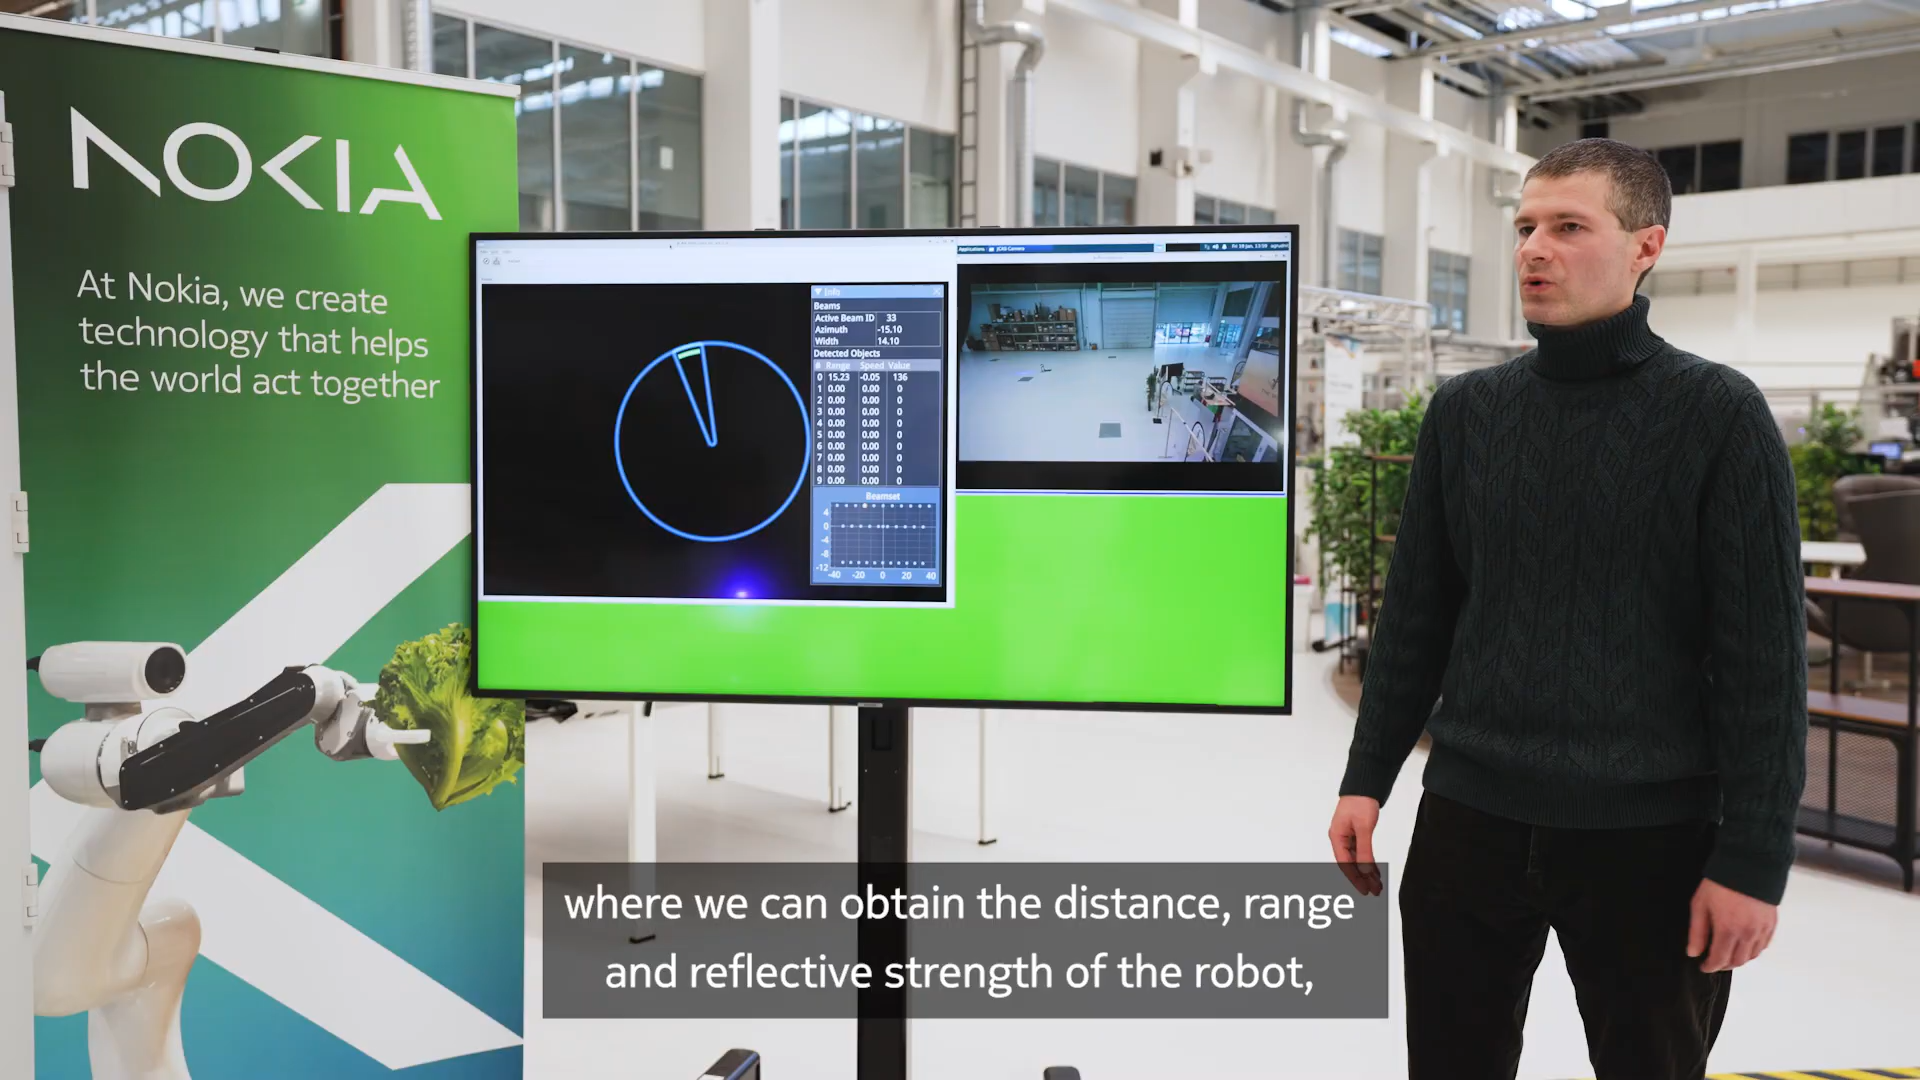 NOKIA
At Nokia, we create
technology that helps
the world act together
Info
Beams
Active Beam ID 33
Azimuth -15.10
Width 14.10
Detected Objects
# Range Speed Value
0 15.23 -0.05 136
1 0.00 0.00 0
2 0.00 0.00 0
3 0.00 0.00 0
4 0.00 0.00 0
5 0.00 0.00 0
6 0.00 0.00 0
7 0.00 0.00 0
8 0.00 0.00 0
9 0.00 0.00 0
Beamset
4
0
-4
-8
-12
-40 -20 0 20 40
Applications
where we can obtain the distance, range
and reflective strength of the robot,